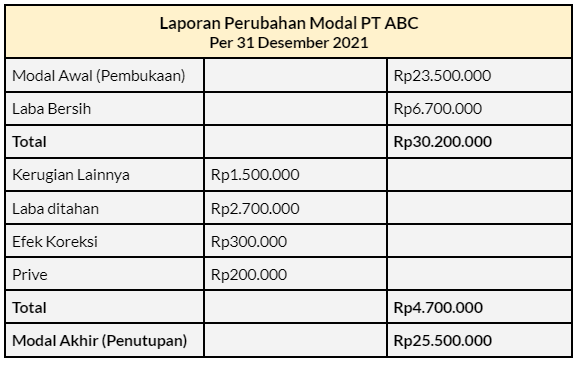 Laporan Perubahan Modal PT ABC
Per 31 Desember 2021
Modal Awal (Pembukaan) Rp23.500.000
Laba Bersih Rp6.700.000
Total Rp30.200.000
Kerugian Lainnya Rp1.500.000
Laba ditahan Rp2.700.000
Efek Koreksi Rp300.000
Prive Rp200.000
Total Rp4.700.000
Modal Akhir (Penutupan) Rp25.500.000